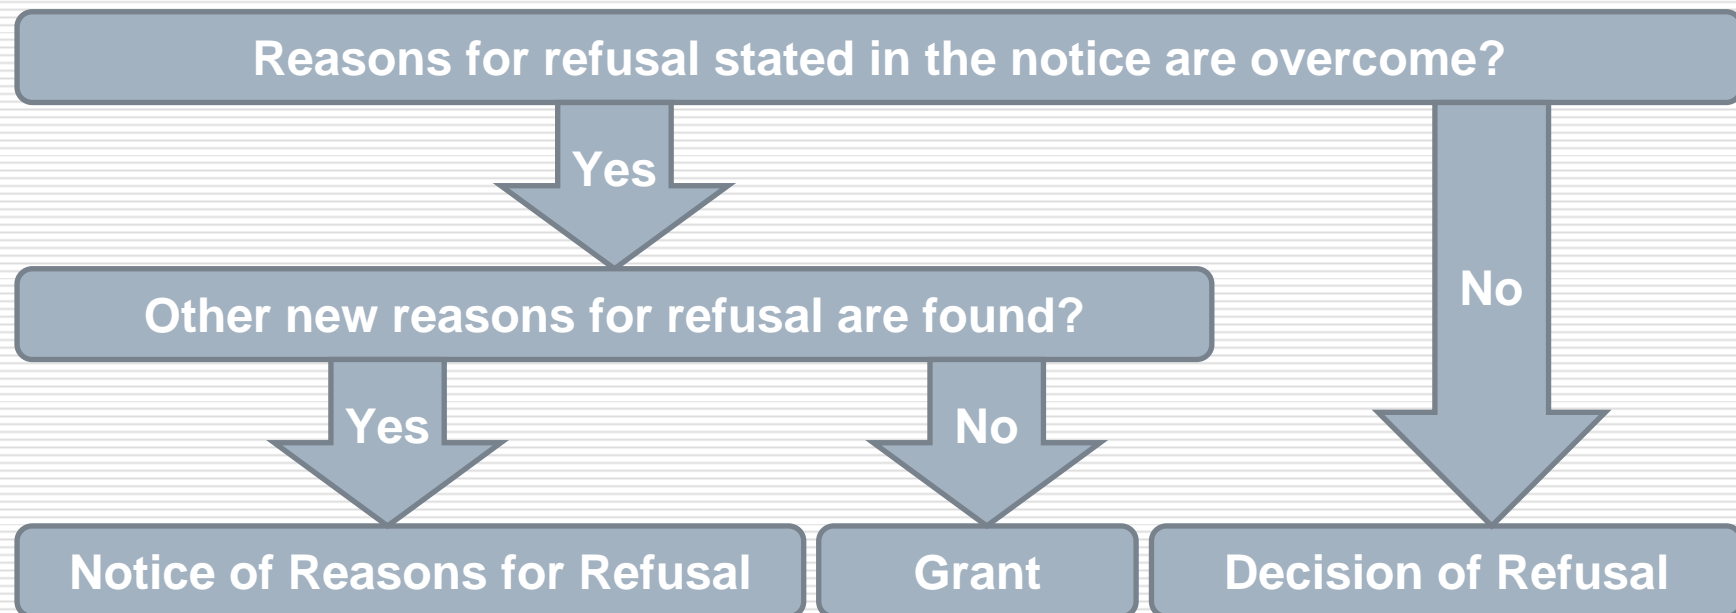 Reasons for refusal stated in the notice are overcome?
Yes
No
Other new reasons for refusal are found?
Yes
No
Notice of Reasons for Refusal
Grant
Decision of Refusal